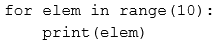 for elem in range(10):
    print(elem)